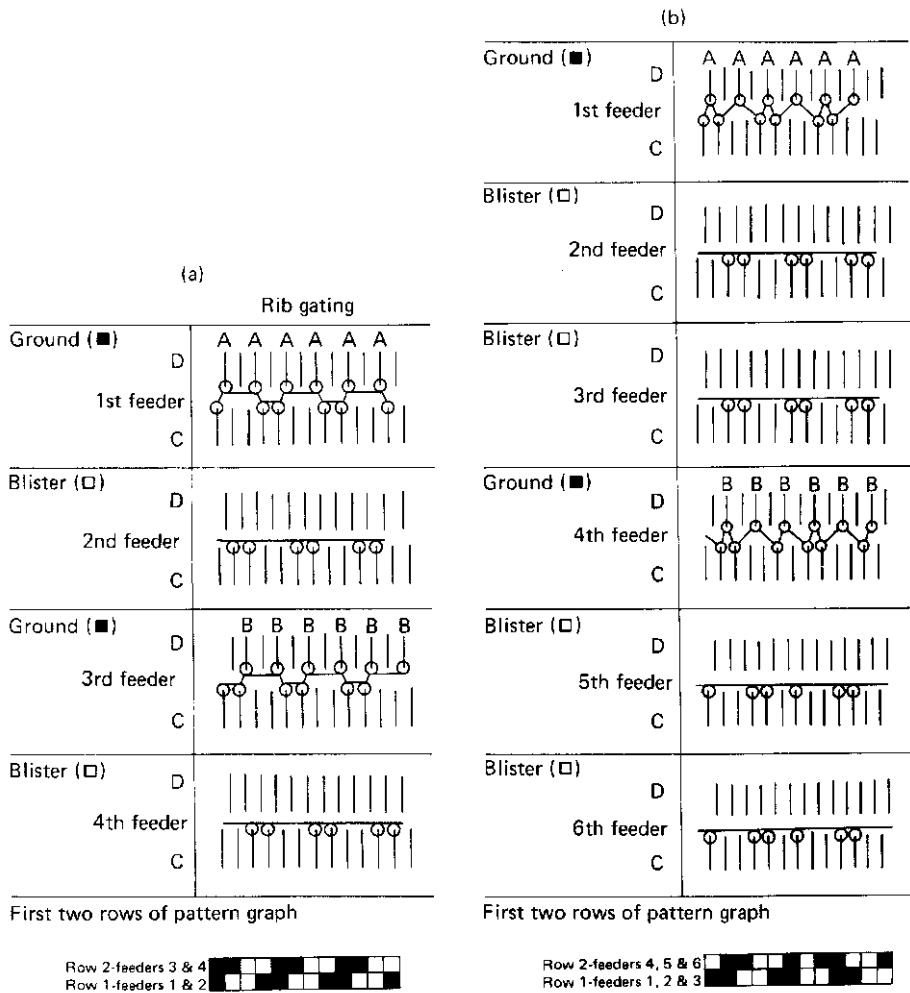 (a)
Rib gating
Ground (■) A A A A A A
D
1st feeder
C
Blister (□)
D
2nd feeder
C
Ground (■) B B B B B B
D
3rd feeder
C
Blister (□)
D
4th feeder
C
First two rows of pattern graph
Row 2-feeders 3 & 4
Row 1-feeders 1 & 2
(b)
Ground (■) A A A A A A
D
1st feeder
C
Blister (□)
D
2nd feeder
C
Blister (□)
D
3rd feeder
C
Ground (■) B B B B B B
D
4th feeder
C
Blister (□)
D
5th feeder
C
Blister (□)
D
6th feeder
C
First two rows of pattern graph
Row 2-feeders 4, 5 & 6
Row 1-feeders 1, 2 & 3